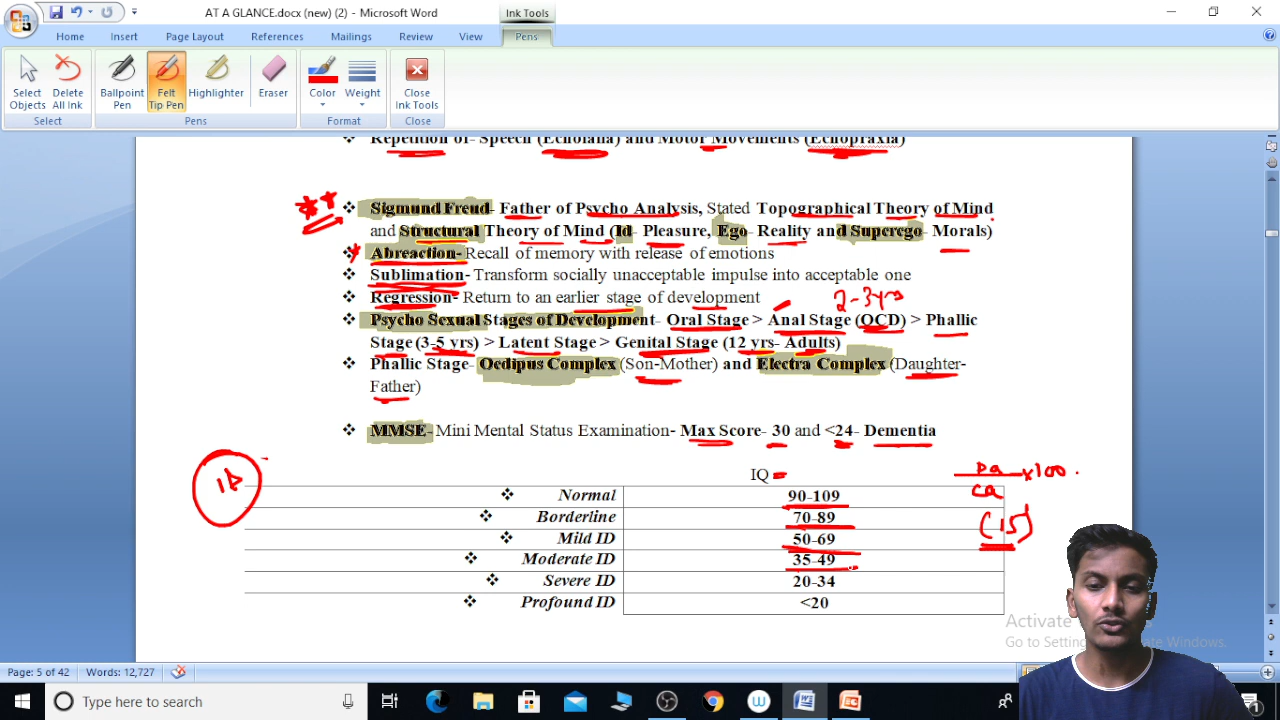 AT A GLANCE.docx (new) (2) - Microsoft Word
Ink Tools
Home Insert Page Layout References Mailings Review View Pens
Select Objects
Delete All Ink
Ballpoint Pen
Felt Tip Pen
Highlighter
Eraser
Color
Weight
Close Ink Tools
Select Pens Format Close
❖ Repetition of- Speech (Echolalia) and Motor Movements (Echopraxia)
❖ Sigmund Freud- Father of Psycho Analysis, Stated Topographical Theory of Mind
and Structural Theory of Mind (Id- Pleasure, Ego- Reality and Superego- Morals)
❖ Abreaction- Recall of memory with release of emotions
❖ Sublimation- Transform socially unacceptable impulse into acceptable one
❖ Regression- Return to an earlier stage of development
2-3yrs
❖ Psycho Sexual Stages of Development- Oral Stage > Anal Stage (OCD) > Phallic
Stage (3-5 yrs) > Latent Stage > Genital Stage (12 yrs- Adults)
❖ Phallic Stage- Oedipus Complex (Son-Mother) and Electra Complex (Daughter-
Father)
❖ MMSE- Mini Mental Status Examination- Max Score- 30 and <24- Dementia
IQ
x100
ca
❖ Normal 90-109
❖ Borderline 70-89
(15)
❖ Mild ID 50-69
❖ Moderate ID 35-49
❖ Severe ID 20-34
❖ Profound ID <20
Activate
Go to Setting
ate Windows.
Page: 5 of 42 Words: 12,727
Type here to search